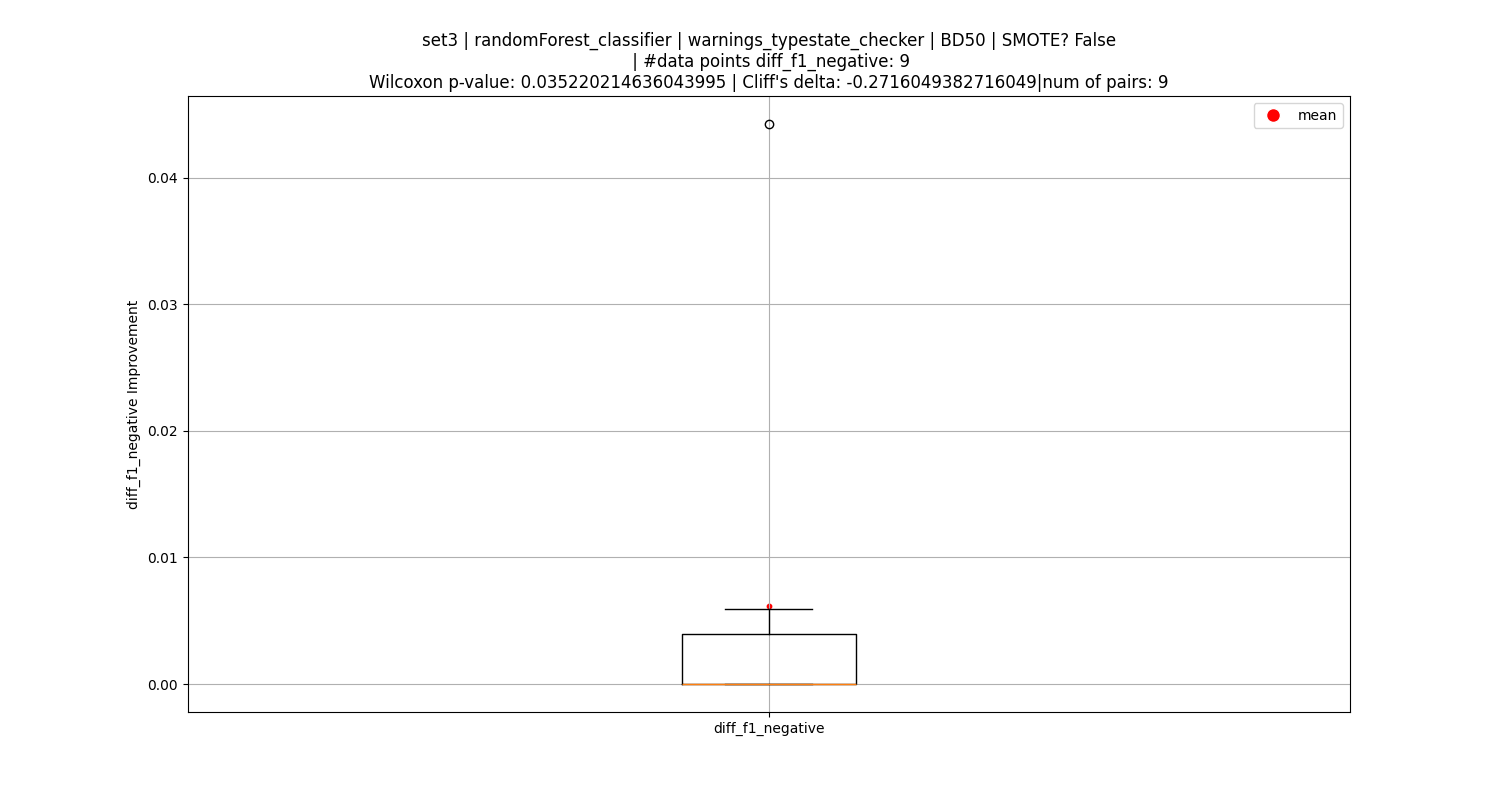 set3 | randomForest_classifier | warnings_typestate_checker | BD50 | SMOTE? False
| #data points diff_f1_negative: 9
Wilcoxon p-value: 0.035220214636043995 | Cliff's delta: -0.2716049382716049|num of pairs: 9
mean
0.04
0.03
0.02
0.01
0.00
diff_f1_negative Improvement
diff_f1_negative